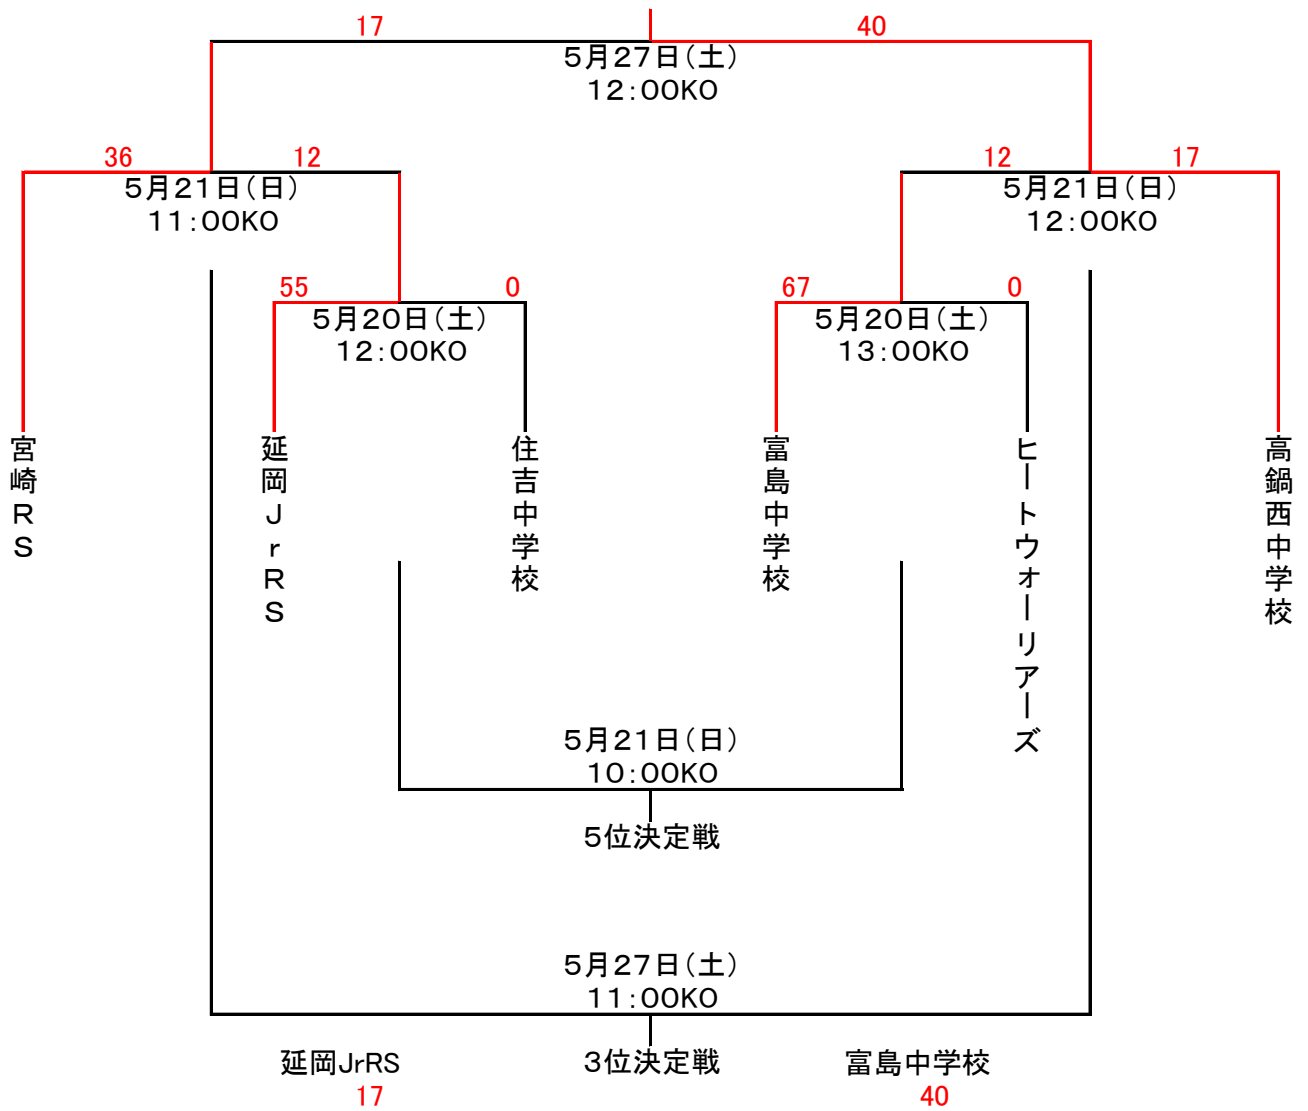 17
40
5月27日(土)
12:00KO
36
12
12
17
5月21日(日)
11:00KO
5月21日(日)
12:00KO
55
0
67
0
5月20日(土)
12:00KO
5月20日(土)
13:00KO
宮崎RS
延岡JrRS
住吉中学校
富島中学校
ヒートウォーリアーズ
高鍋西中学校
5月21日(日)
10:00KO
5位決定戦
5月27日(土)
11:00KO
延岡JrRS
3位決定戦
富島中学校
17
40